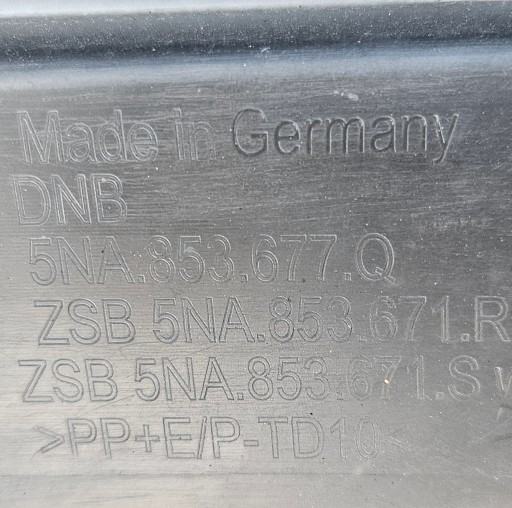 Made in Germany
DNB
5NA.853.677.Q
ZSB 5NA.853.671.R
ZSB 5NA.853.671.S
>PP+E/P-TD10<